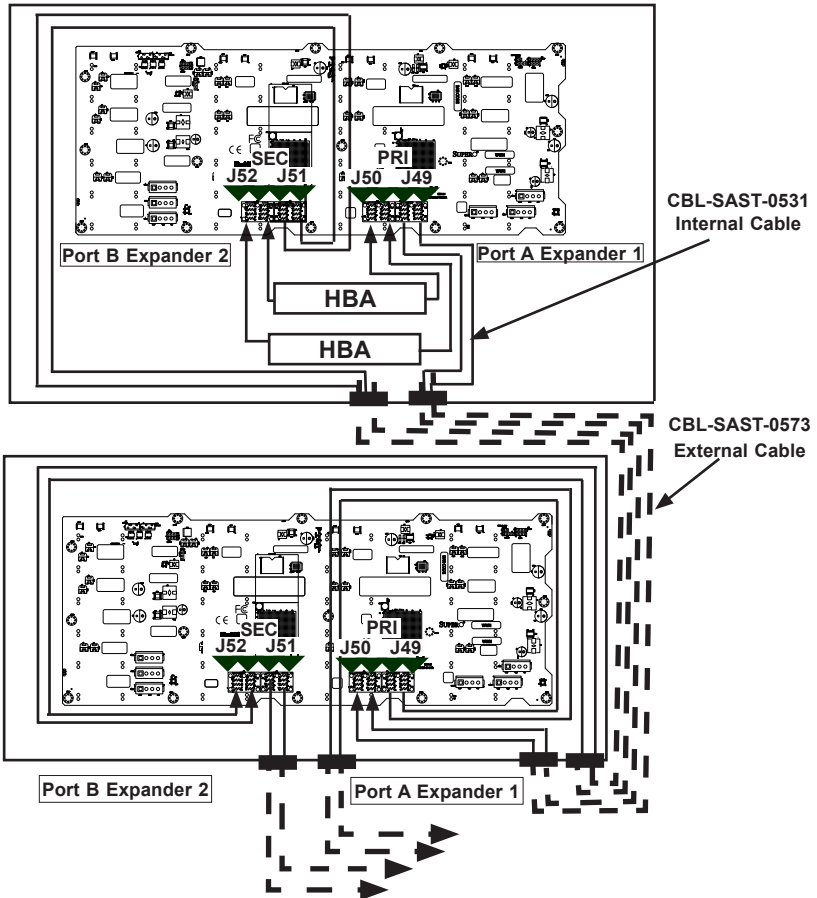 SEC
PRI
J52
J51
J50
J49
Port B Expander 2
Port A Expander 1
HBA
HBA
CBL-SAST-0531
Internal Cable
CBL-SAST-0573
External Cable
SEC
PRI
J52
J51
J50
J49
Port B Expander 2
Port A Expander 1